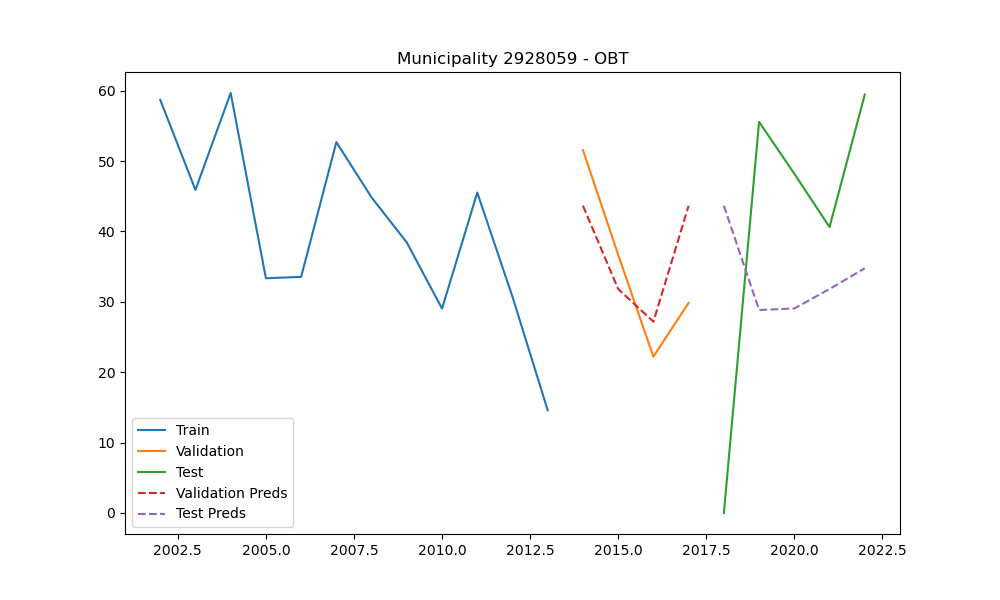 Municipality 2928059 - OBT
60
50
40
30
20
10
0
Train
Validation
Test
Validation Preds
Test Preds
2002.5 2005.0 2007.5 2010.0 2012.5 2015.0 2017.5 2020.0 2022.5